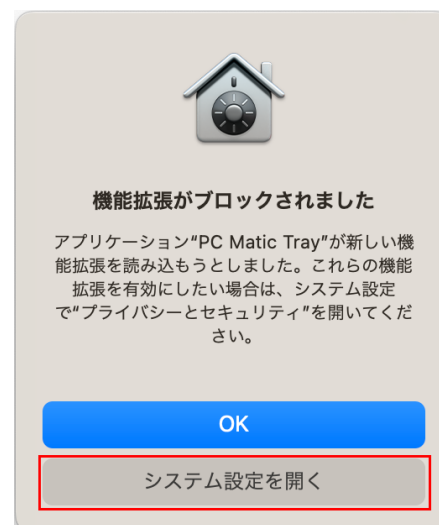 機能拡張がブロックされました
アプリケーション“PC Matic Tray”が新しい機
能拡張を読み込もうとしました。これらの機能
拡張を有効にしたい場合は、システム設定
で“プライバシーとセキュリティ”を開いてくだ
さい。
OK
システム設定を開く